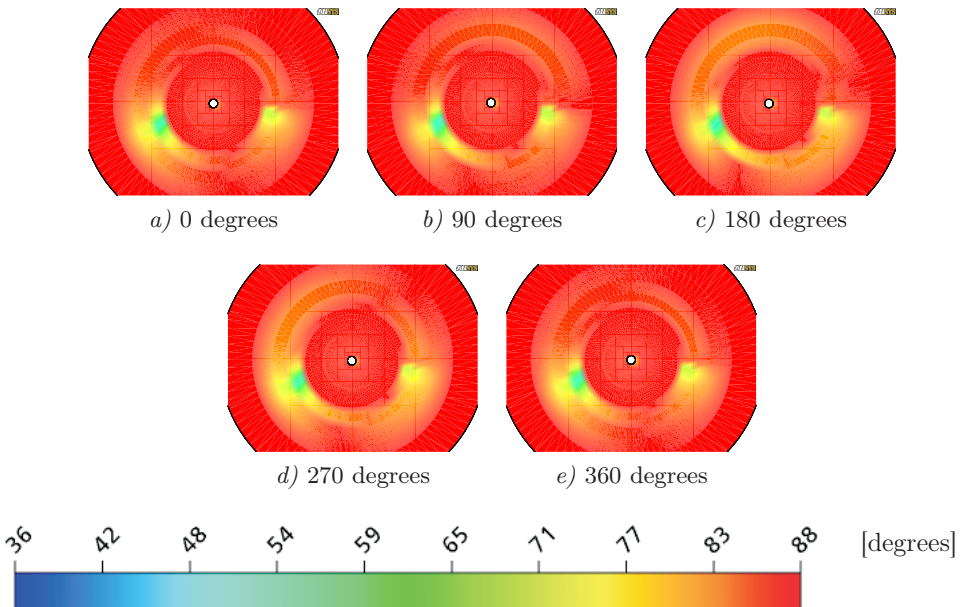 a) 0 degrees
b) 90 degrees
c) 180 degrees
d) 270 degrees
e) 360 degrees
36 42 48 54 59 65 71 77 83 88 [degrees]